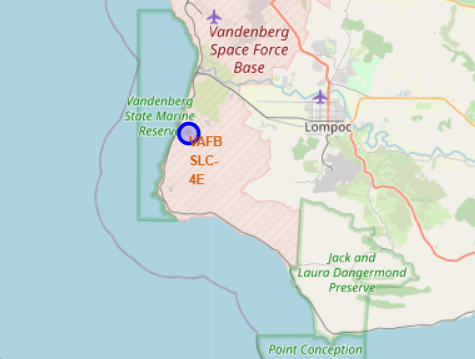 Vandenberg
Space Force
Base
Vandenberg
State Marine
Reserve
VAFB
SLC-
4E
Lompoc
Jack and
Laura Dangermond
Preserve
Point Conception